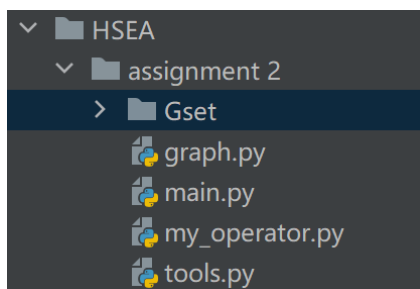 HSEA
assignment 2
Gset
graph.py
main.py
my_operator.py
tools.py